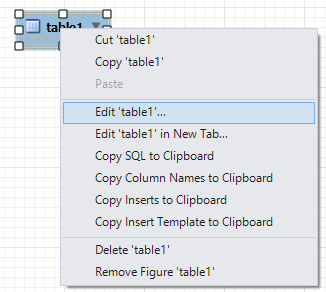 table1
Cut 'table1'
Copy 'table1'
Paste
Edit 'table1'...
Edit 'table1' in New Tab...
Copy SQL to Clipboard
Copy Column Names to Clipboard
Copy Inserts to Clipboard
Copy Insert Template to Clipboard
Delete 'table1'
Remove Figure 'table1'